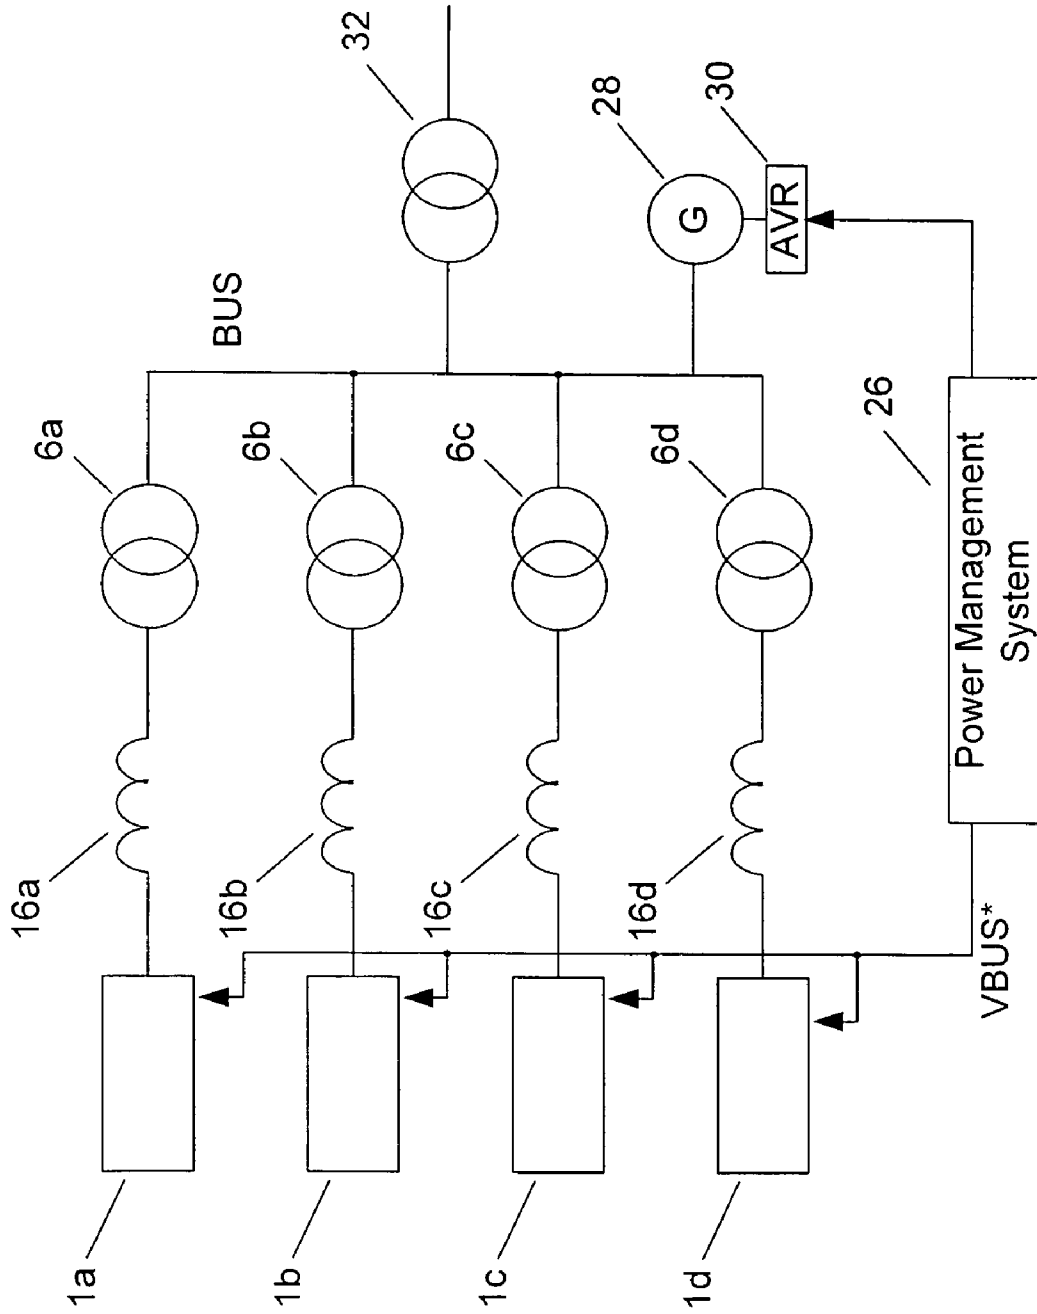 1a
16a
6a
BUS
32
1b
16b
6b
28
G
1c
16c
6c
30
AVR
1d
16d
6d
VBUS*
26
Power Management
System